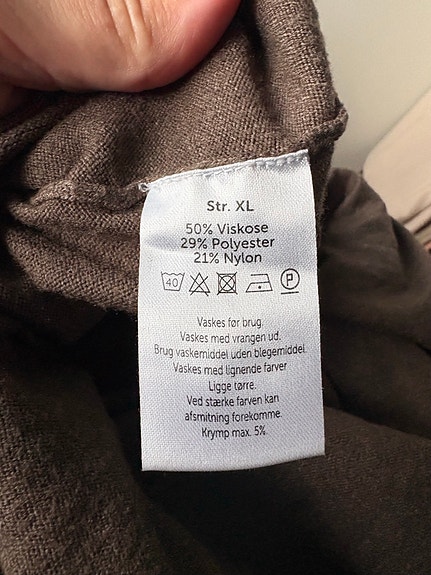 Str. XL
50% Viskose
29% Polyester
21% Nylon
40 P
Vaskes før brug.
Vaskes med vrangen ud.
Brug vaskemiddel uden blegemiddel.
Vaskes med lignende farver
Ligge tørre.
Ved stærke farven kan
afsmitning forekomme.
Krymp max. 5%.